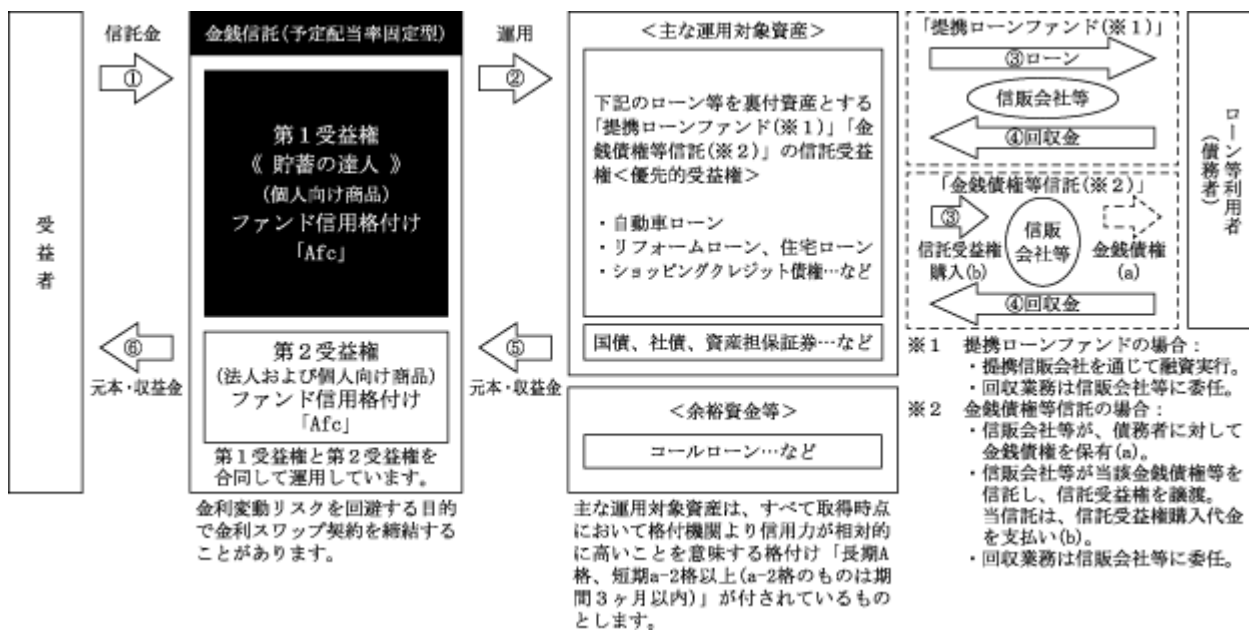 受益者
信託金
①
⑥
元本・収益金
金銭信託(予定配当率固定型)
第1受益権
《 貯蓄の達人 》
(個人向け商品)
ファンド信用格付け
「Afc」
第2受益権
(法人および個人向け商品)
ファンド信用格付け
「Afc」
第1受益権と第2受益権を
合同して運用しています。
金利変動リスクを回避する目的
で金利スワップ契約を締結する
ことがあります。
運用
②
⑤
元本・収益金
<主な運用対象資産>
下記のローン等を裏付資産とする
「提携ローンファンド(※1)」「金
銭債権等信託(※2)」の信託受益
権<優先的受益権>
・自動車ローン
・リフォームローン、住宅ローン
・ショッピングクレジット債権…など
国債、社債、資産担保証券…など
<余裕資金等>
コールローン…など
主な運用対象資産は、すべて取得時点
において格付機関より信用力が相対的
に高いことを意味する格付け「長期A
格、短期a-2格以上(a-2格のものは期
間3ヶ月以内)」が付されているもの
とします。
「提携ローンファンド(※1)」
③ローン
信販会社等
④回収金
「金銭債権等信託(※2)」
③
信託受益権
購入(b)
信販
会社等
金銭債権
(a)
④回収金
ローン等利用者
(債務者)
※1 提携ローンファンドの場合：
・提携信販会社を通じて融資実行。
・回収業務は信販会社等に委任。
※2 金銭債権等信託の場合：
・信販会社等が、債務者に対して
金銭債権を保有(a)。
・信販会社等が当該金銭債権等を
信託し、信託受益権を譲渡。
当信託は、信託受益権購入代金
を支払い(b)。
・回収業務は信販会社等に委任。